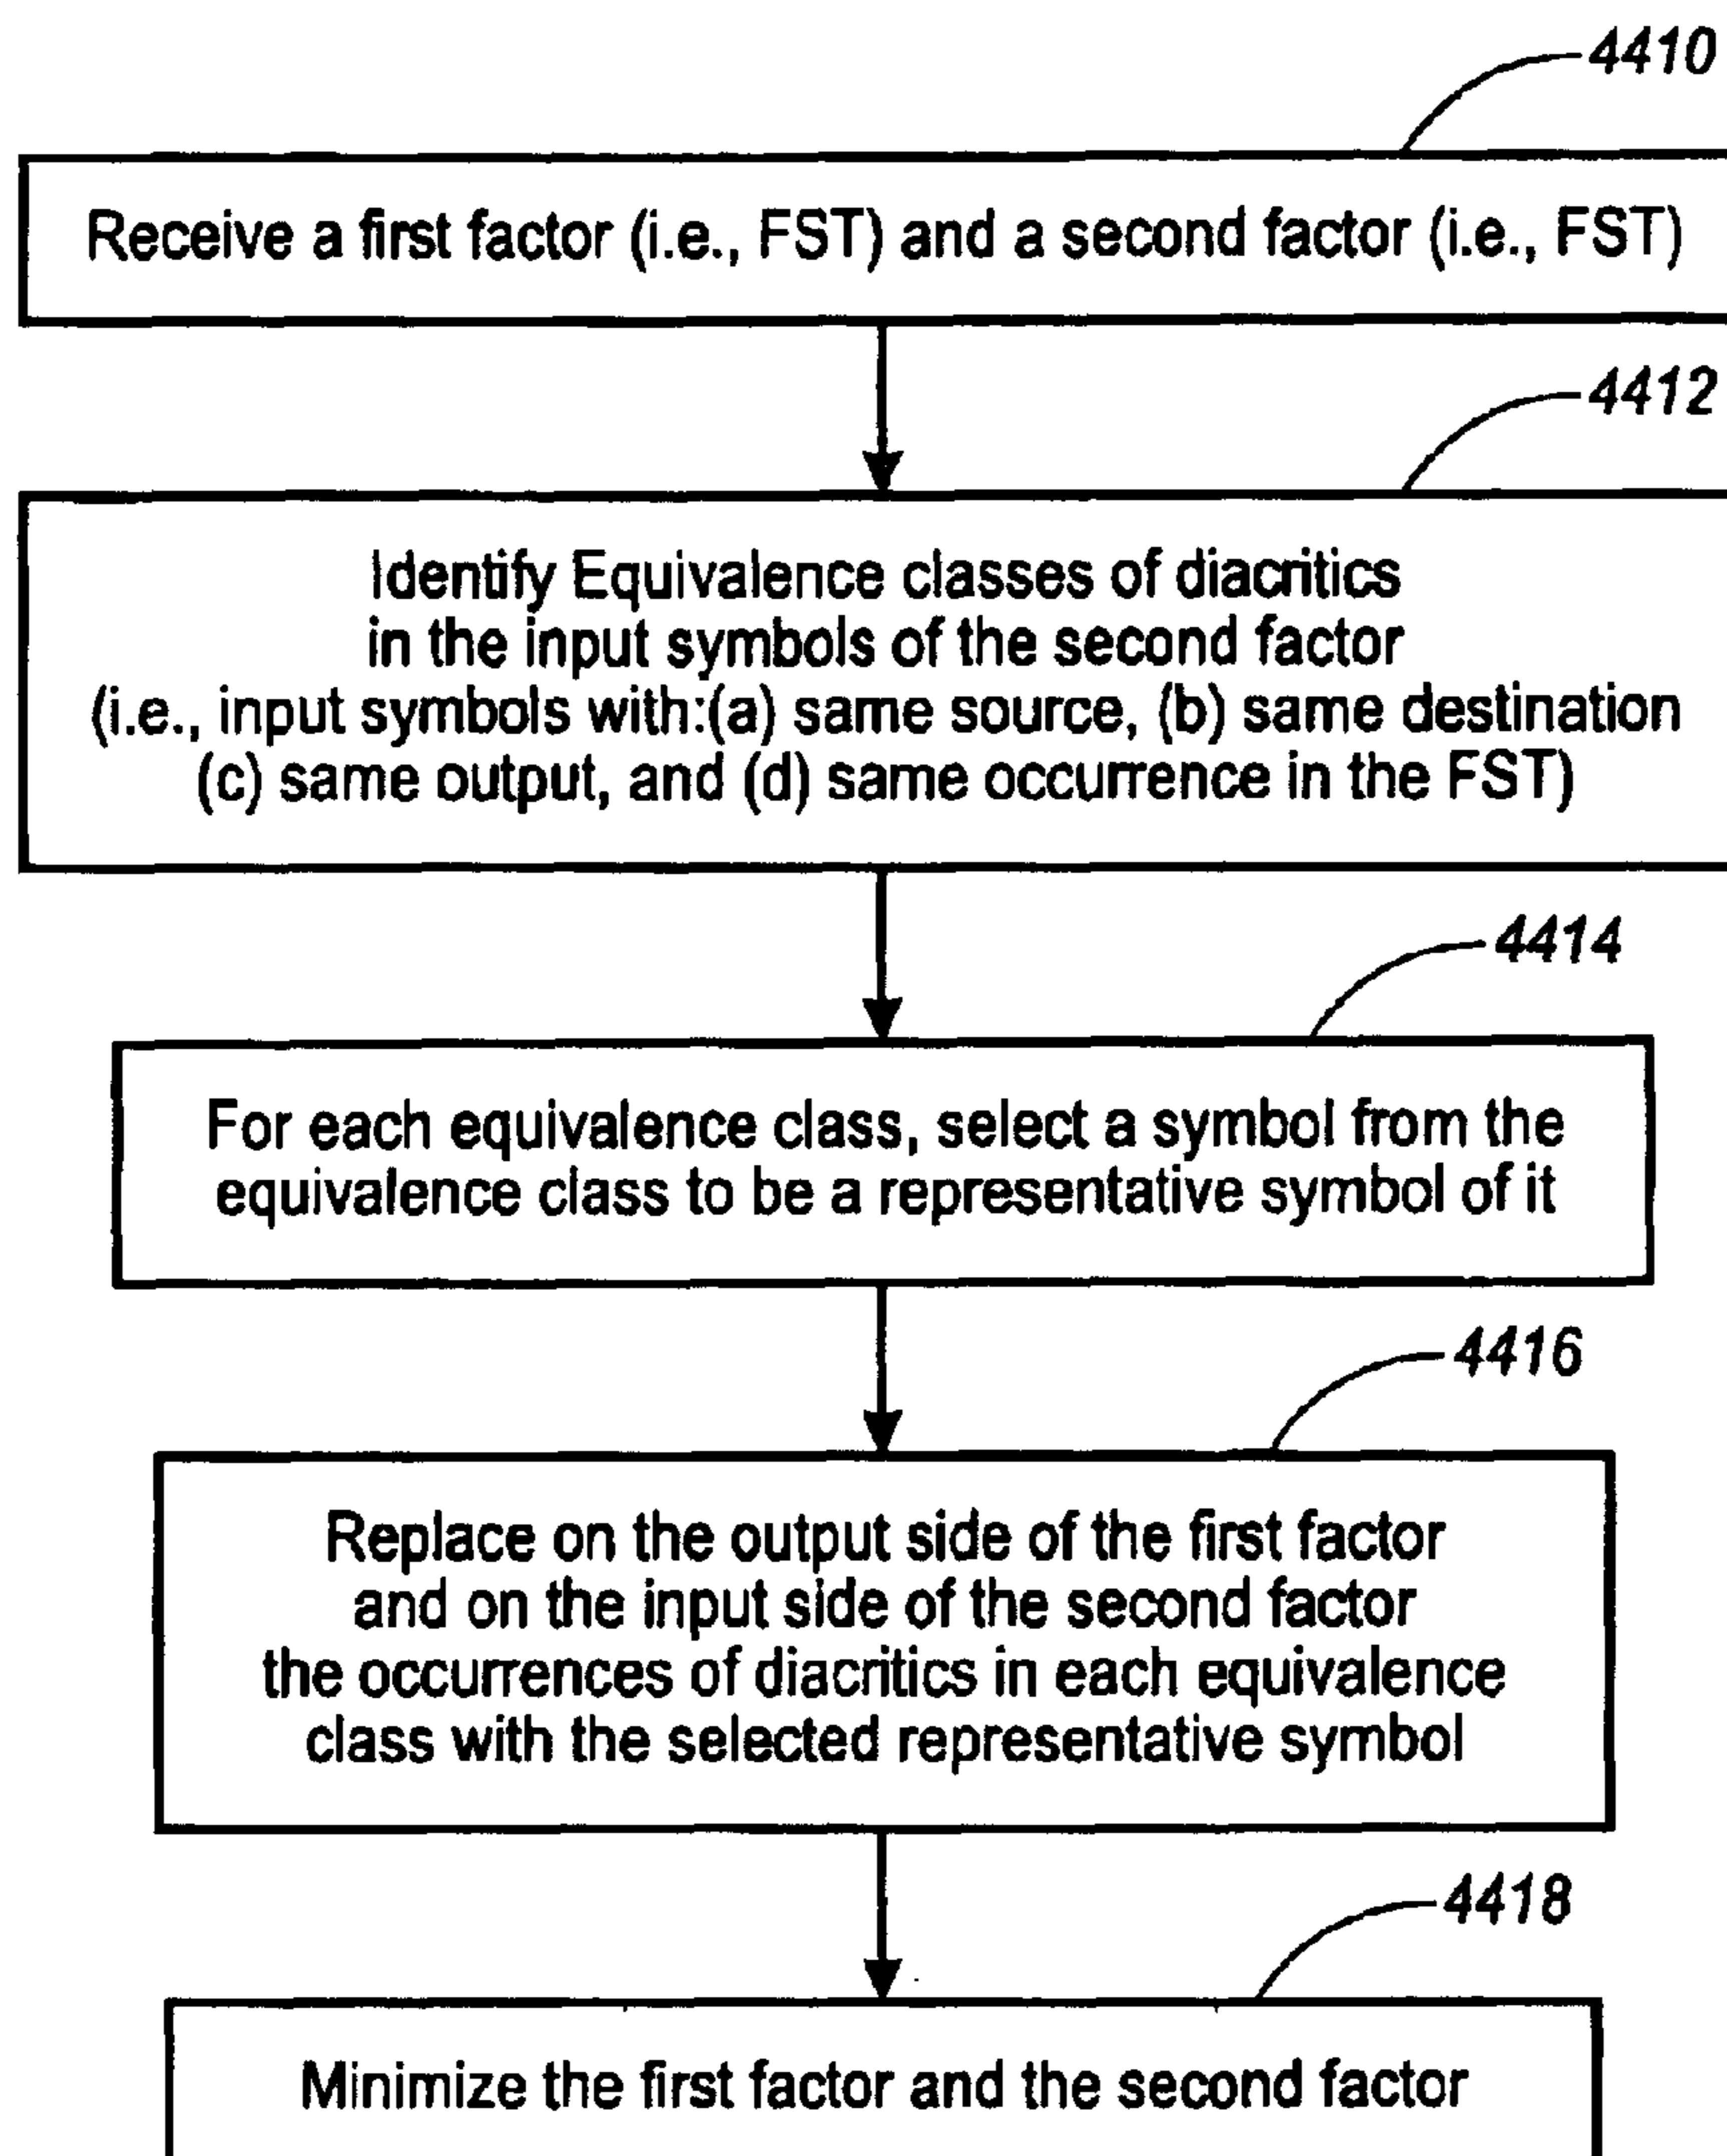 4410
Receive a first factor (i.e., FST) and a second factor (i.e., FST)
4412
Identify Equivalence classes of diacritics
in the input symbols of the second factor
(i.e., input symbols with:(a) same source, (b) same destination
(c) same output, and (d) same occurrence in the FST)
4414
For each equivalence class, select a symbol from the
equivalence class to be a representative symbol of it
4416
Replace on the output side of the first factor
and on the input side of the second factor
the occurrences of diacritics in each equivalence
class with the selected representative symbol
4418
Minimize the first factor and the second factor